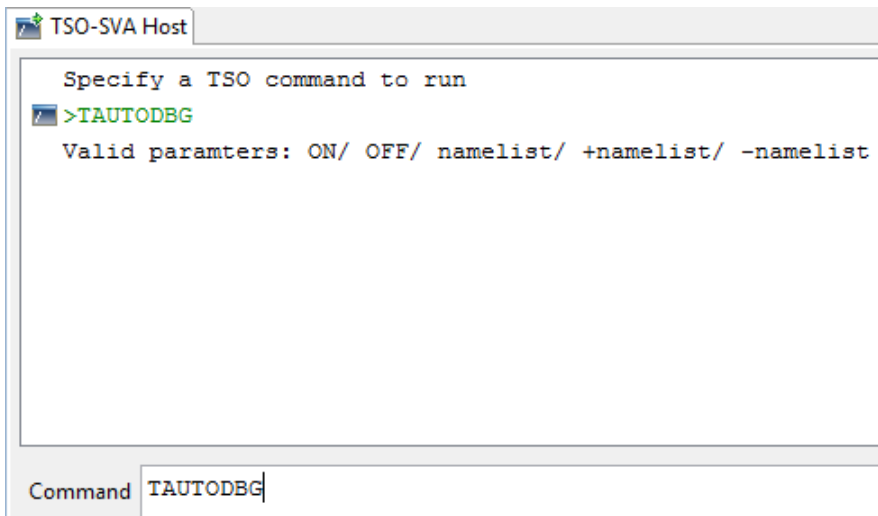 TSO-SVA Host
Specify a TSO command to run
>TAUTODBG
Valid paramters: ON/ OFF/ namelist/ +namelist/ -namelist
Command TAUTODBG